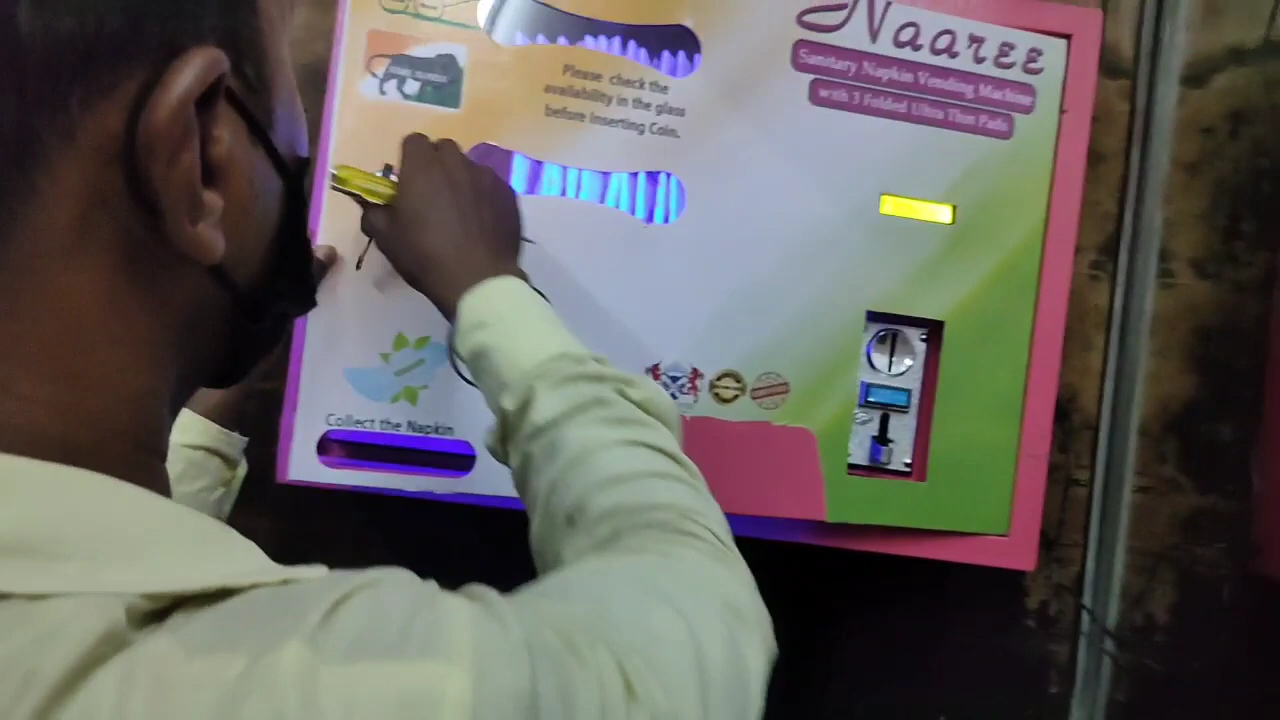 Naaree
Sanitary Napkin Vending Machine
with 3 Folded Ultra Thin Pads
Please check the
availability in the glass
before inserting Coin.
Collect the Napkin